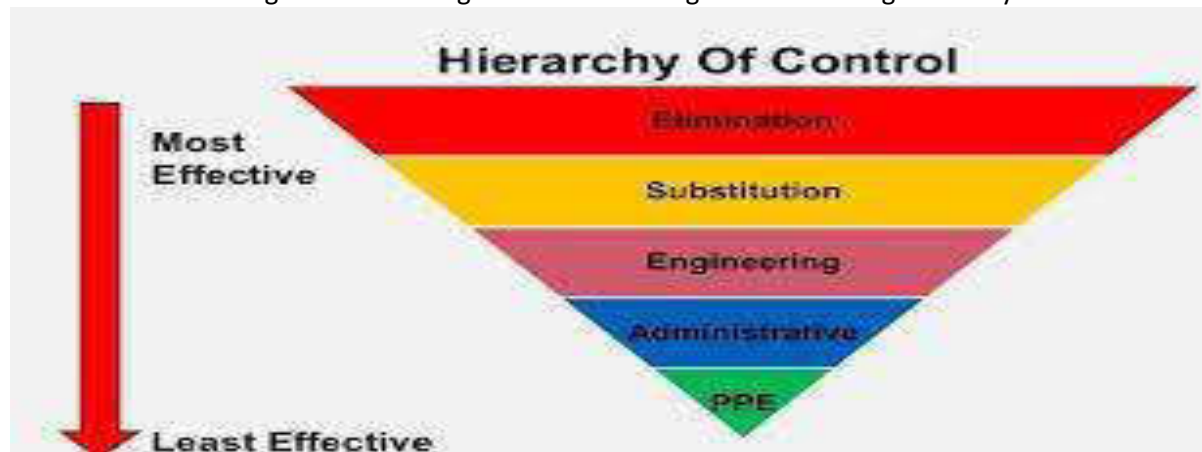 Hierarchy Of Control
Most
Effective
Elimination
Substitution
Engineering
Administrative
PPE
Least Effective